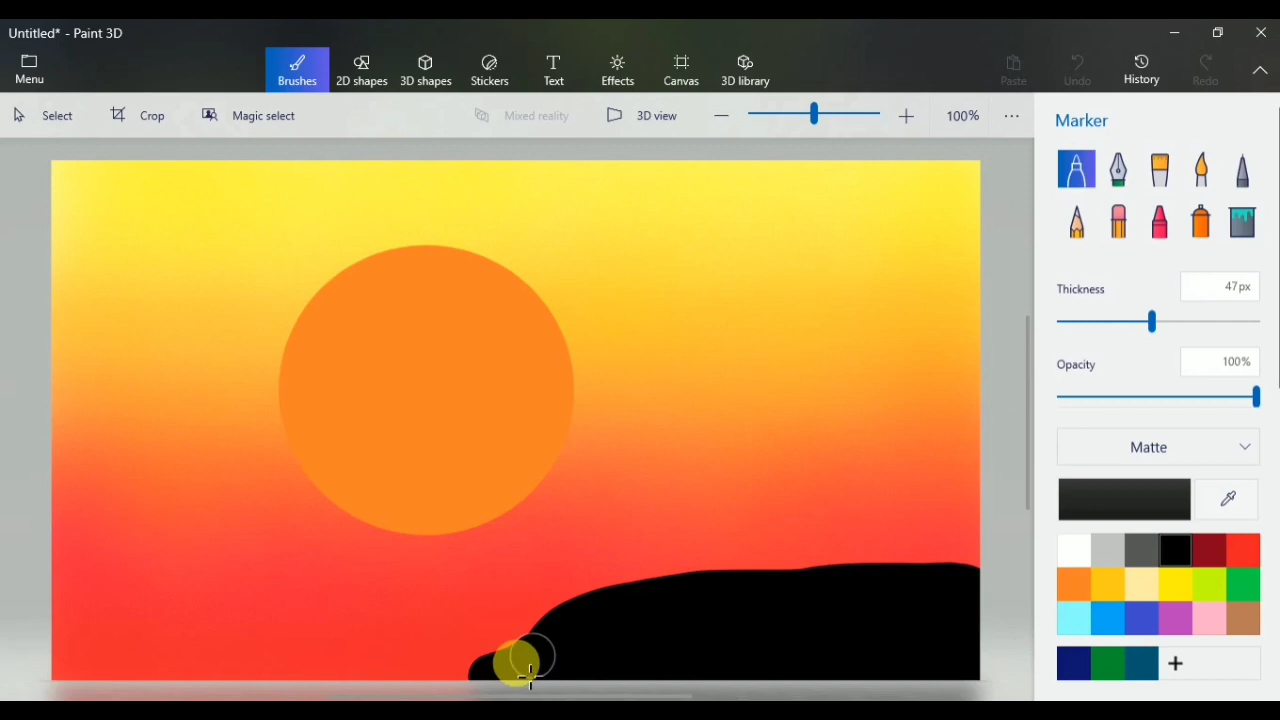 Untitled* - Paint 3D
Menu
Brushes
2D shapes
3D shapes
Stickers
Text
Effects
Canvas
3D library
Paste
Undo
History
Redo
Select
Crop
Magic select
Mixed reality
3D view
100%
Marker
Thickness
47px
Opacity
100%
Matte